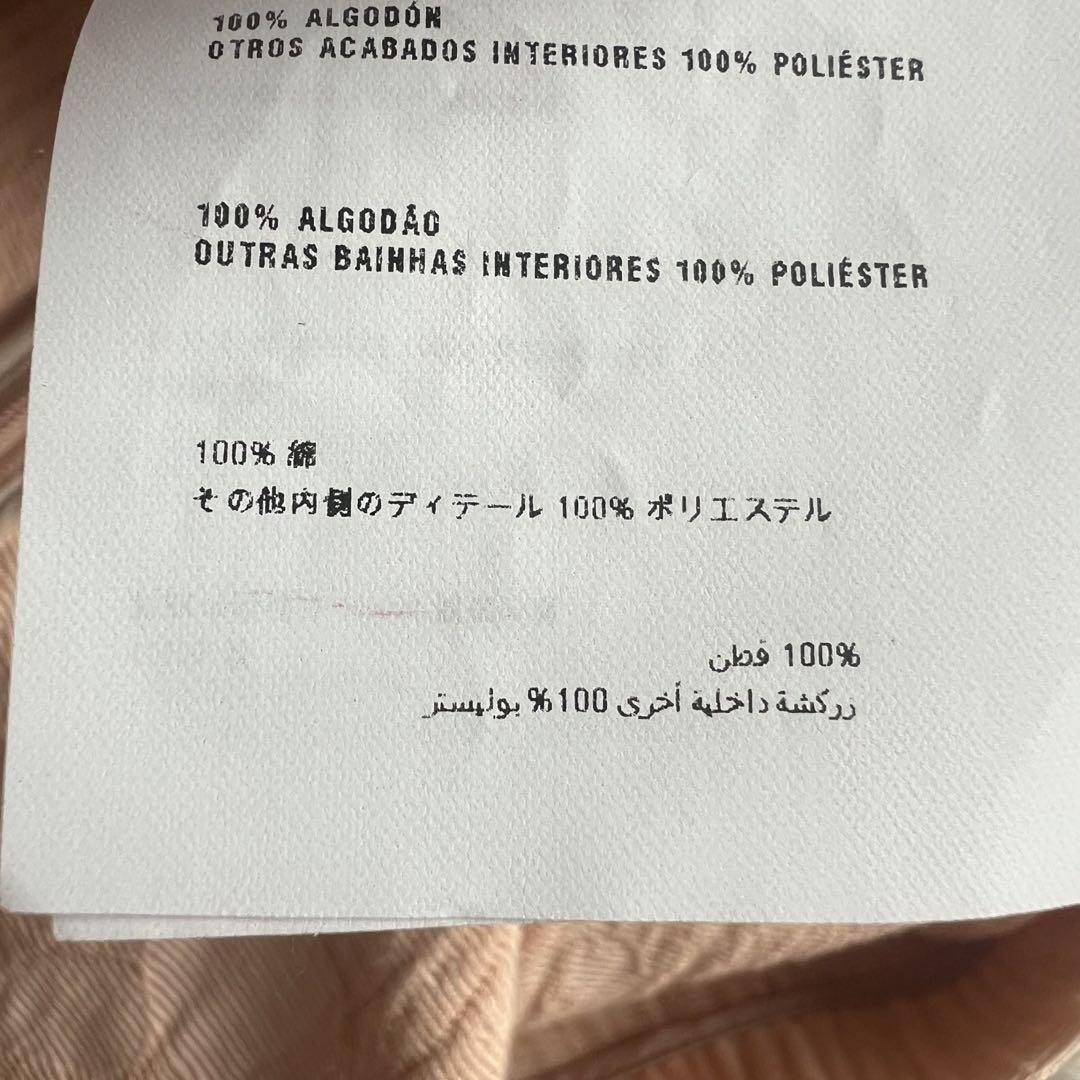 100% ALGODÓN
OTROS ACABADOS INTERIORES 100% POLIÉSTER
100% ALGODÃO
OUTRAS BAINHAS INTERIORES 100% POLIÉSTER
100% 綿
その他内側のディテール 100% ポリエステル
100% قطن
زركشة داخلية أخرى 100% بوليستر